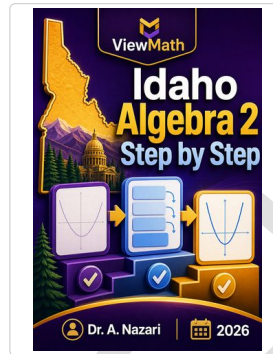 ViewMath
Idaho
Algebra 2
Step by Step
Dr. A. Nazari
2026